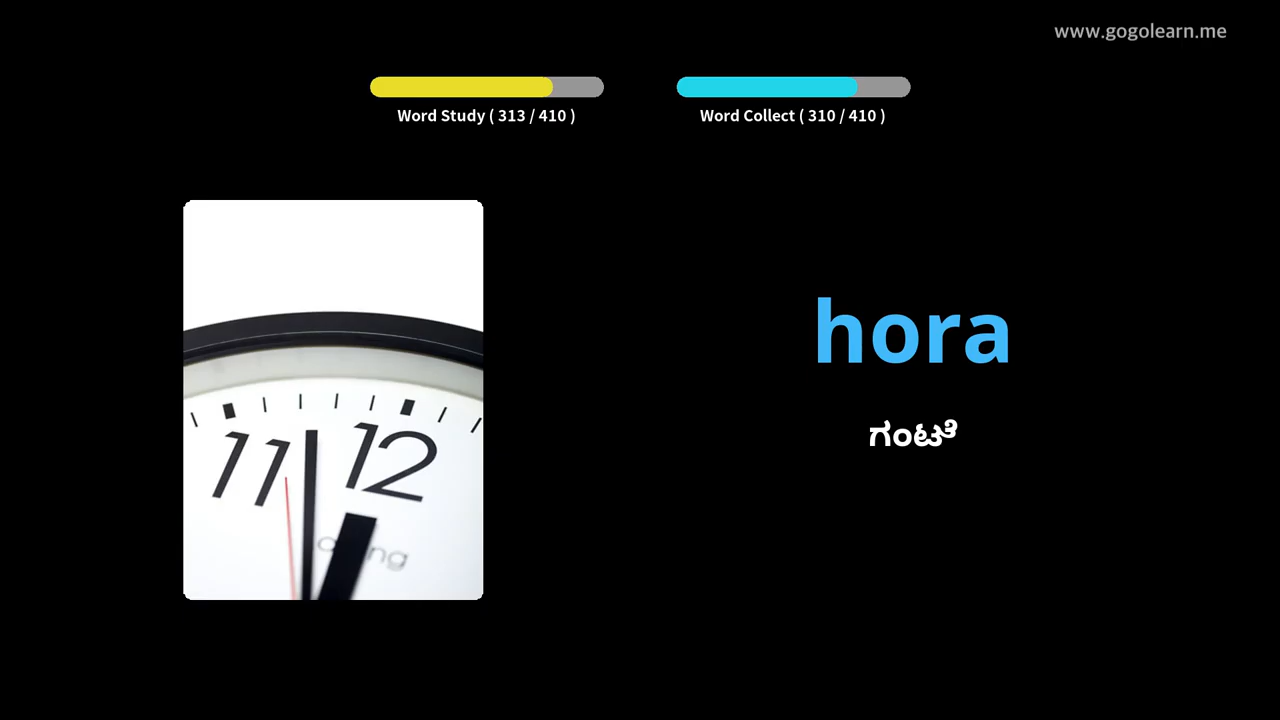 www.gogolearn.me
Word Study ( 313 / 410 )
Word Collect ( 310 / 410 )
11 12
hora
ಗಂಟೆ